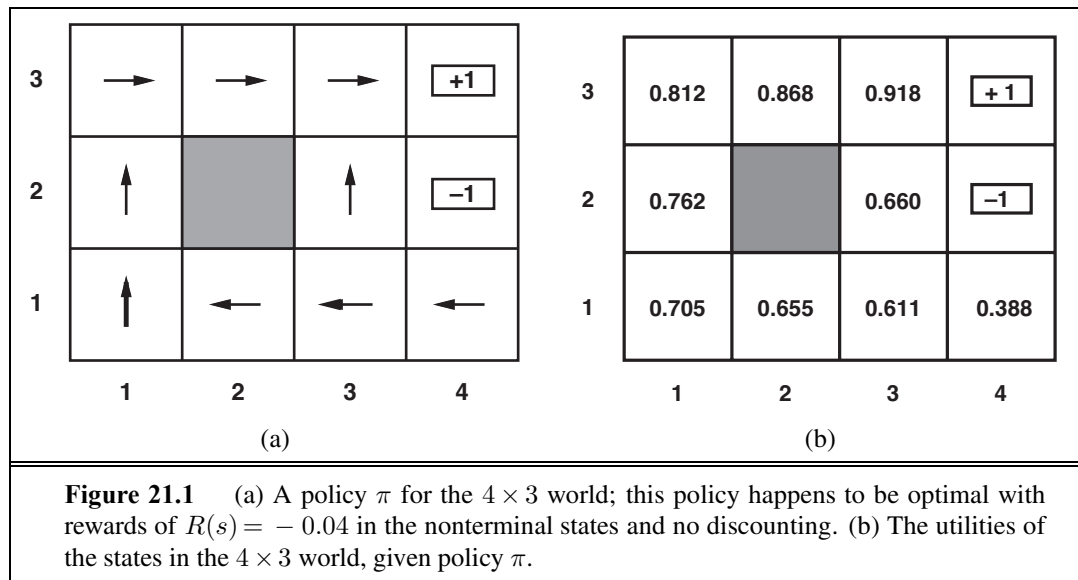 3 +1
2 –1
1
1 2 3 4
(a)
3 0.812 0.868 0.918 + 1
2 0.762 0.660 –1
1 0.705 0.655 0.611 0.388
1 2 3 4
(b)
Figure 21.1 (a) A policy π for the 4 × 3 world; this policy happens to be optimal with
rewards of R(s) = − 0.04 in the nonterminal states and no discounting. (b) The utilities of
the states in the 4 × 3 world, given policy π.